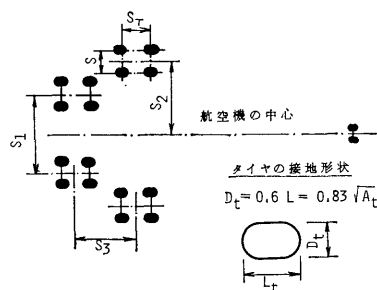 S_T
S
S_2
S_1
航空機の中心
タイヤの接地形状
D_t = 0.6 L = 0.83 √A_t
S_3
D_t
L_t